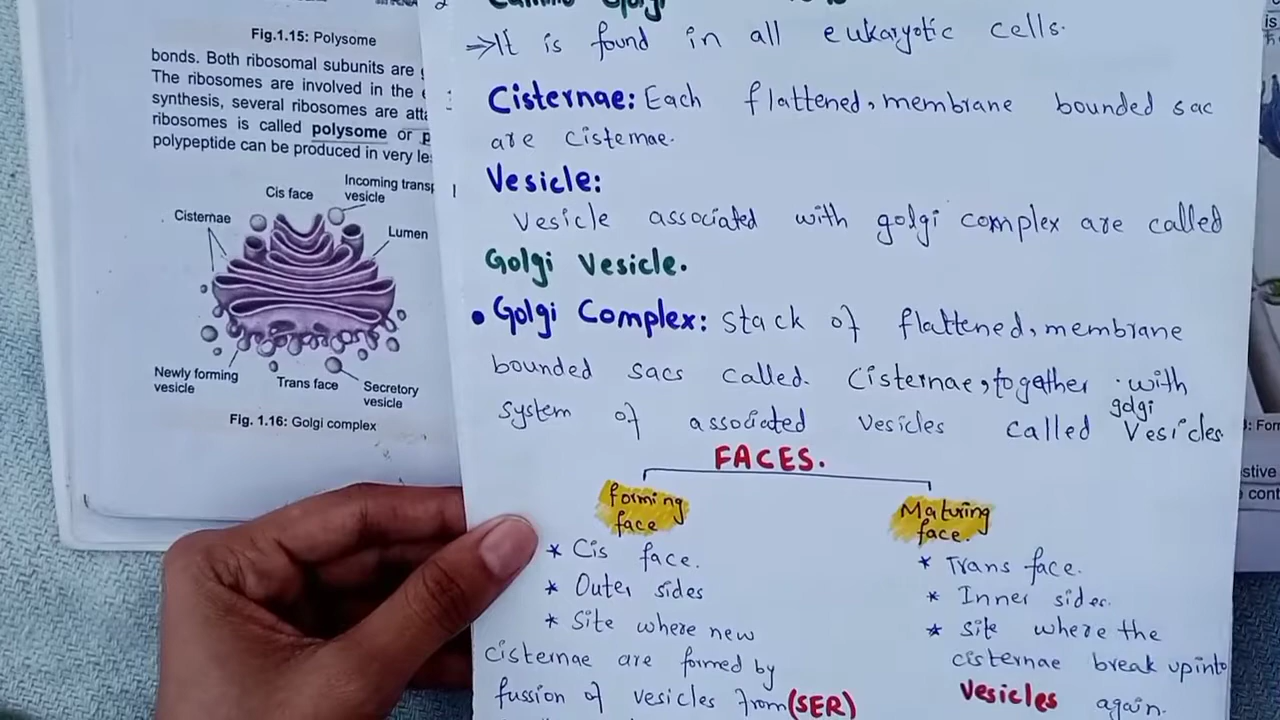 Fig.1.15: Polysome
bonds. Both ribosomal subunits are
The ribosomes are involved in the
synthesis, several ribosomes are
ribosomes is called polysome or
polypeptide can be produced in very
Cis face
Incoming
vesicle
Cisternae
Lumen
Newly forming
vesicle
Trans face
Secretory
vesicle
Fig. 1.16: Golgi complex
Golgi
⇒It is found in all eukaryotic cells.
Cisternae: Each flattened, membrane bounded sac
are cisternae.
Vesicle:
Vesicle associated with golgi complex are called
Golgi Vesicle.
• Golgi Complex: Stack of flattened, membrane
bounded sacs called. Cisternae, together with
system of associated vesicles called golgi Vesicles
FACES.
forming
face
* Cis face.
* Outer sides
* Site where new
cisternae are formed by
fussion of vesicles from (SER)
Maturing
face
* Trans face.
* Inner sides.
* Site where the
cisternae break up into
Vesicles again.